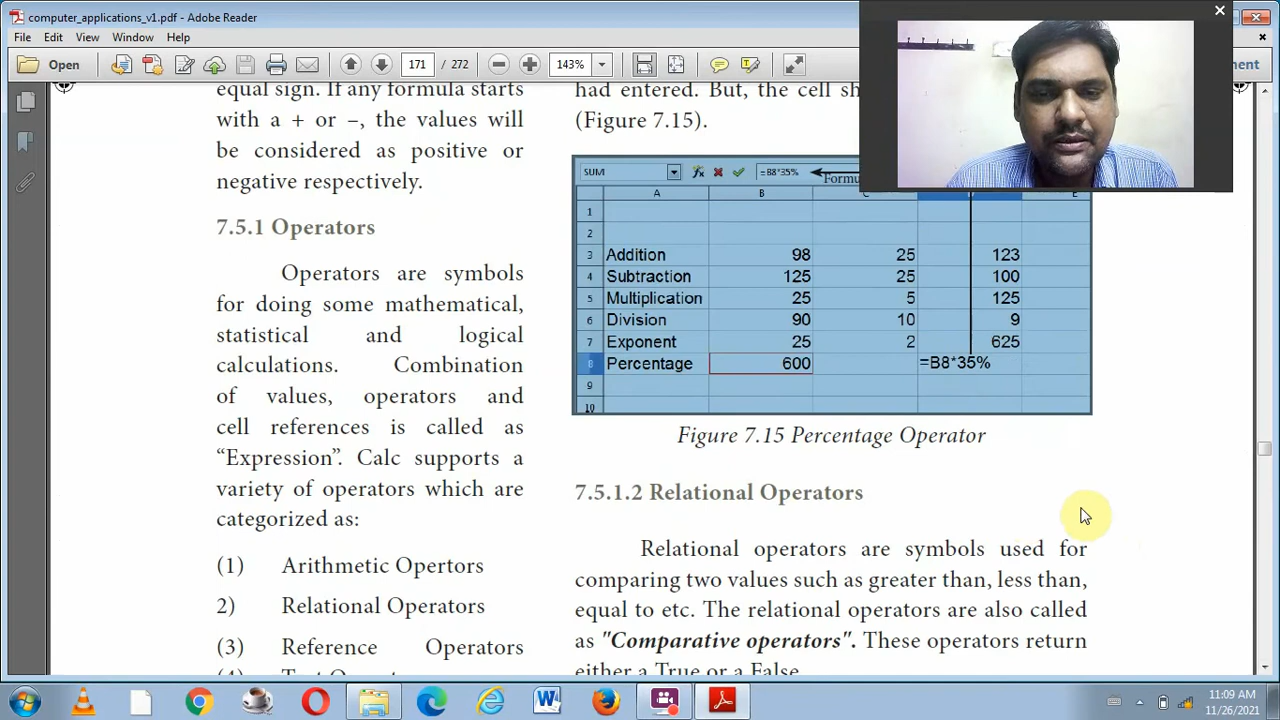 computer_applications_v1.pdf - Adobe Reader
File Edit View Window Help
Open 171 / 272 143%
equal sign. If any formula starts
with a + or –, the values will
be considered as positive or
negative respectively.
7.5.1 Operators
Operators are symbols
for doing some mathematical,
statistical and logical
calculations. Combination
of values, operators and
cell references is called as
“Expression”. Calc supports a
variety of operators which are
categorized as:
(1) Arithmetic Opertors
2) Relational Operators
(3) Reference Operators
had entered. But, the cell
(Figure 7.15).
SUM =B8*35%
A B C E
1
2
3 Addition 98 25 123
4 Subtraction 125 25 100
5 Multiplication 25 5 125
6 Division 90 10 9
7 Exponent 25 2 625
8 Percentage 600 =B8*35%
9
10
Figure 7.15 Percentage Operator
7.5.1.2 Relational Operators
Relational operators are symbols used for
comparing two values such as greater than, less than,
equal to etc. The relational operators are also called
as "Comparative operators". These operators return
either a True or a False.
11:09 AM
11/26/2021